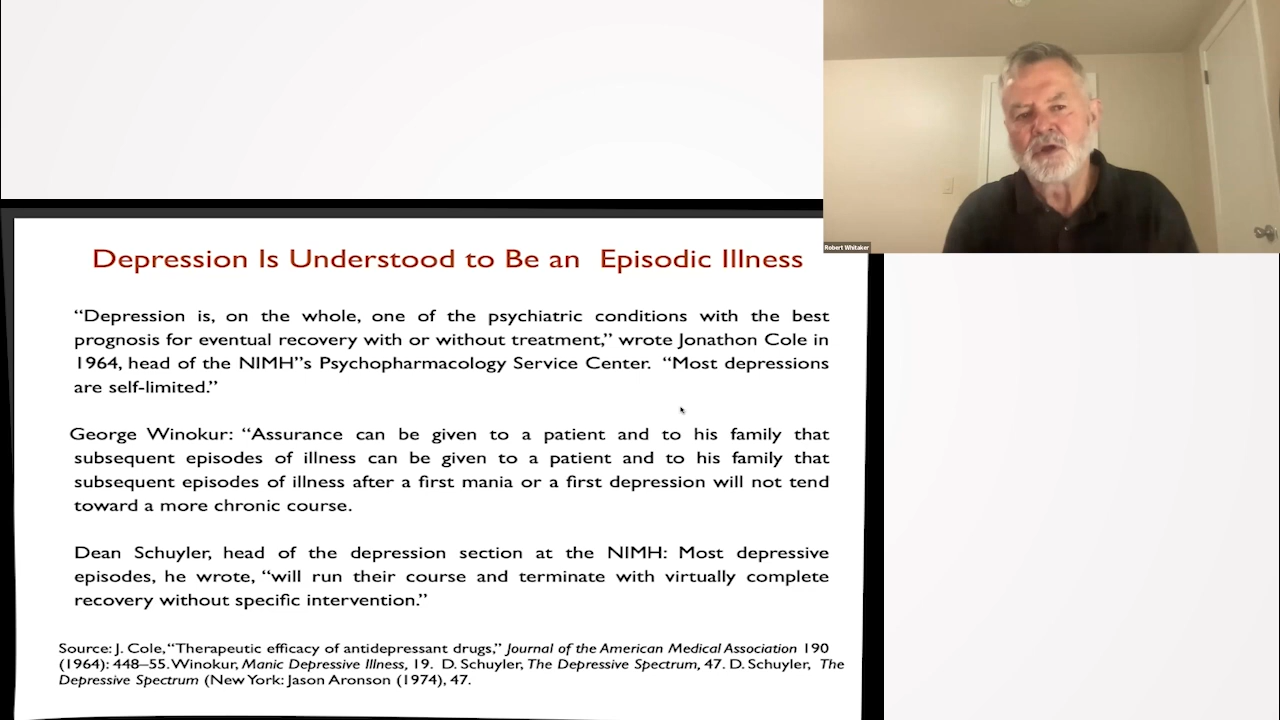 Robert Whitaker
Depression Is Understood to Be an Episodic Illness
“Depression is, on the whole, one of the psychiatric conditions with the best
prognosis for eventual recovery with or without treatment,” wrote Jonathon Cole in
1964, head of the NIMH”s Psychopharmacology Service Center. “Most depressions
are self-limited.”
George Winokur: “Assurance can be given to a patient and to his family that
subsequent episodes of illness can be given to a patient and to his family that
subsequent episodes of illness after a first mania or a first depression will not tend
toward a more chronic course.
Dean Schuyler, head of the depression section at the NIMH: Most depressive
episodes, he wrote, “will run their course and terminate with virtually complete
recovery without specific intervention.”
Source: J. Cole, “Therapeutic efficacy of antidepressant drugs,” Journal of the American Medical Association 190
(1964): 448–55. Winokur, Manic Depressive Illness, 19. D. Schuyler, The Depressive Spectrum, 47. D. Schuyler, The
Depressive Spectrum (New York: Jason Aronson (1974), 47.